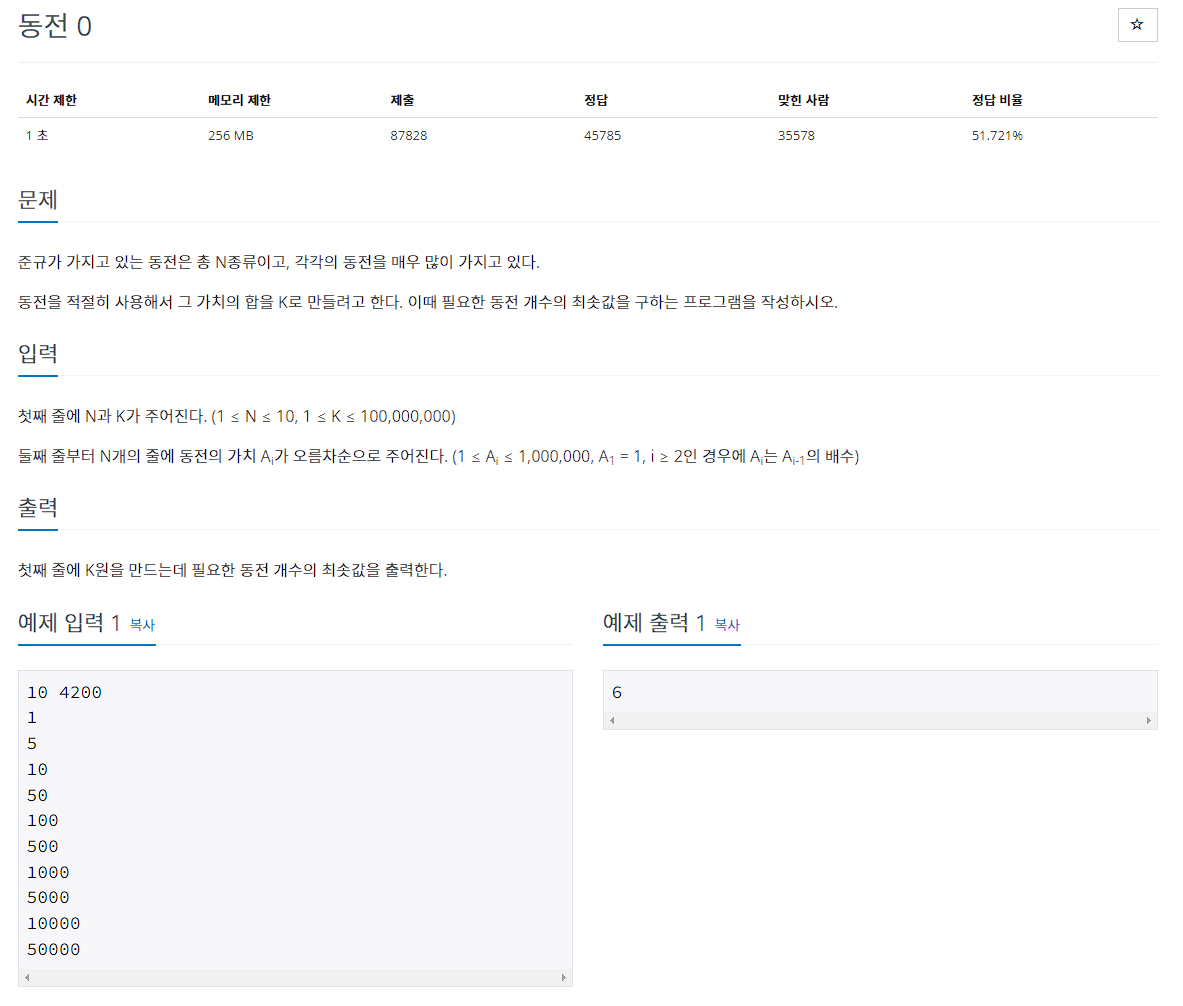 동전 0
☆
시간 제한 메모리 제한 제출 정답 맞힌 사람 정답 비율
1 초 256 MB 87828 45785 35578 51.721%
문제
준규가 가지고 있는 동전은 총 N종류이고, 각각의 동전을 매우 많이 가지고 있다.
동전을 적절히 사용해서 그 가치의 합을 K로 만들려고 한다. 이때 필요한 동전 개수의 최솟값을 구하는 프로그램을 작성하시오.
입력
첫째 줄에 N과 K가 주어진다. (1 ≤ N ≤ 10, 1 ≤ K ≤ 100,000,000)
둘째 줄부터 N개의 줄에 동전의 가치 Ai가 오름차순으로 주어진다. (1 ≤ Ai ≤ 1,000,000, A1 = 1, i ≥ 2인 경우에 Ai는 Ai-1의 배수)
출력
첫째 줄에 K원을 만드는데 필요한 동전 개수의 최솟값을 출력한다.
예제 입력 1 복사
10 4200
1
5
10
50
100
500
1000
5000
10000
50000
예제 출력 1 복사
6